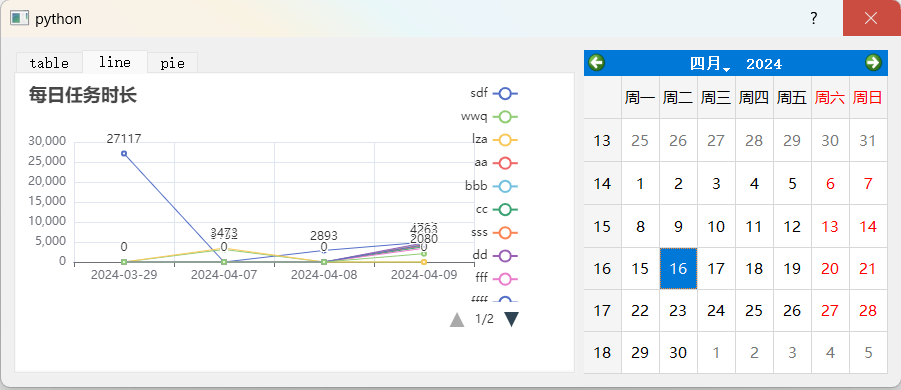 python
?
table line pie
每日任务时长
sdf
wwq
lza
aa
bbb
cc
sss
dd
fff
1/2
30,000
25,000
20,000
15,000
10,000
5,000
0
27117
0
3473
0
2893
0
4263
2080
0
2024-03-29 2024-04-07 2024-04-08 2024-04-09
四月 2024
周一 周二 周三 周四 周五 周六 周日
13 25 26 27 28 29 30 31
14 1 2 3 4 5 6 7
15 8 9 10 11 12 13 14
16 15 16 17 18 19 20 21
17 22 23 24 25 26 27 28
18 29 30 1 2 3 4 5